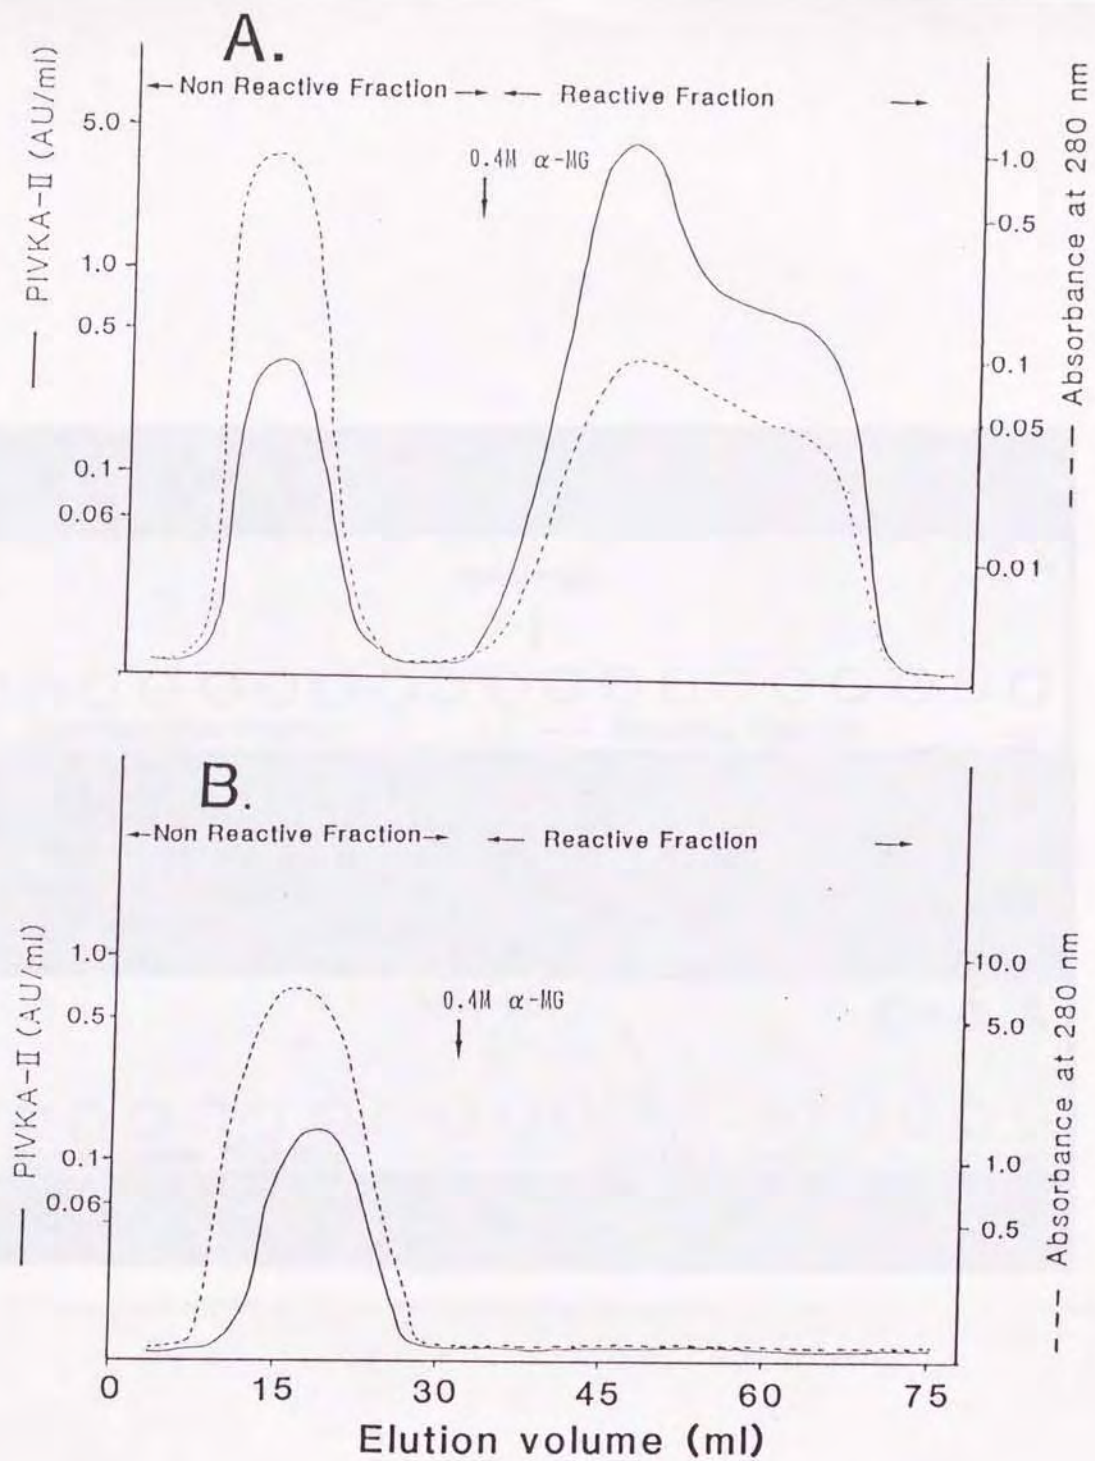 A.
← Non Reactive Fraction → ← Reactive Fraction →
PIVKA-II (AU/ml)
5.0
1.0
0.5
0.1
0.06
0.4M α-MG
1.0
0.5
0.1
0.05
0.01
Absorbance at 280 nm
B.
← Non Reactive Fraction → ← Reactive Fraction →
PIVKA-II (AU/ml)
1.0
0.5
0.1
0.06
0.4M α-MG
10.0
5.0
1.0
0.5
Absorbance at 280 nm
0 15 30 45 60 75
Elution volume (ml)